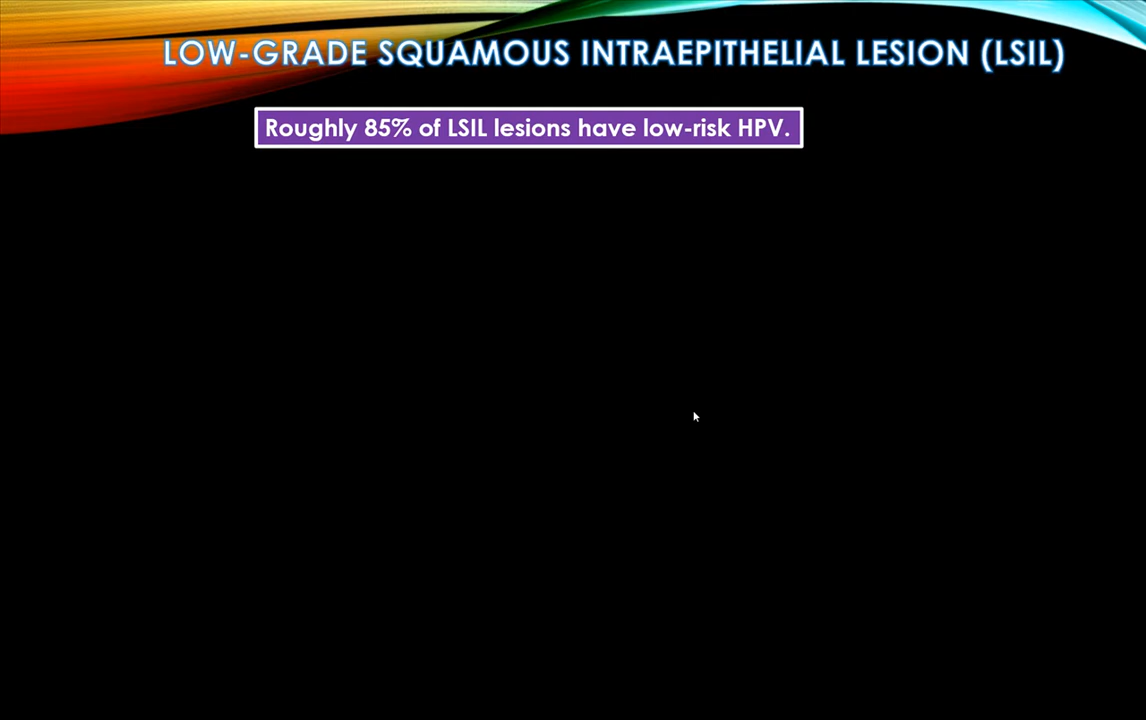 LOW-GRADE SQUAMOUS INTRAEPITHELIAL LESION (LSIL)
Roughly 85% of LSIL lesions have low-risk HPV.